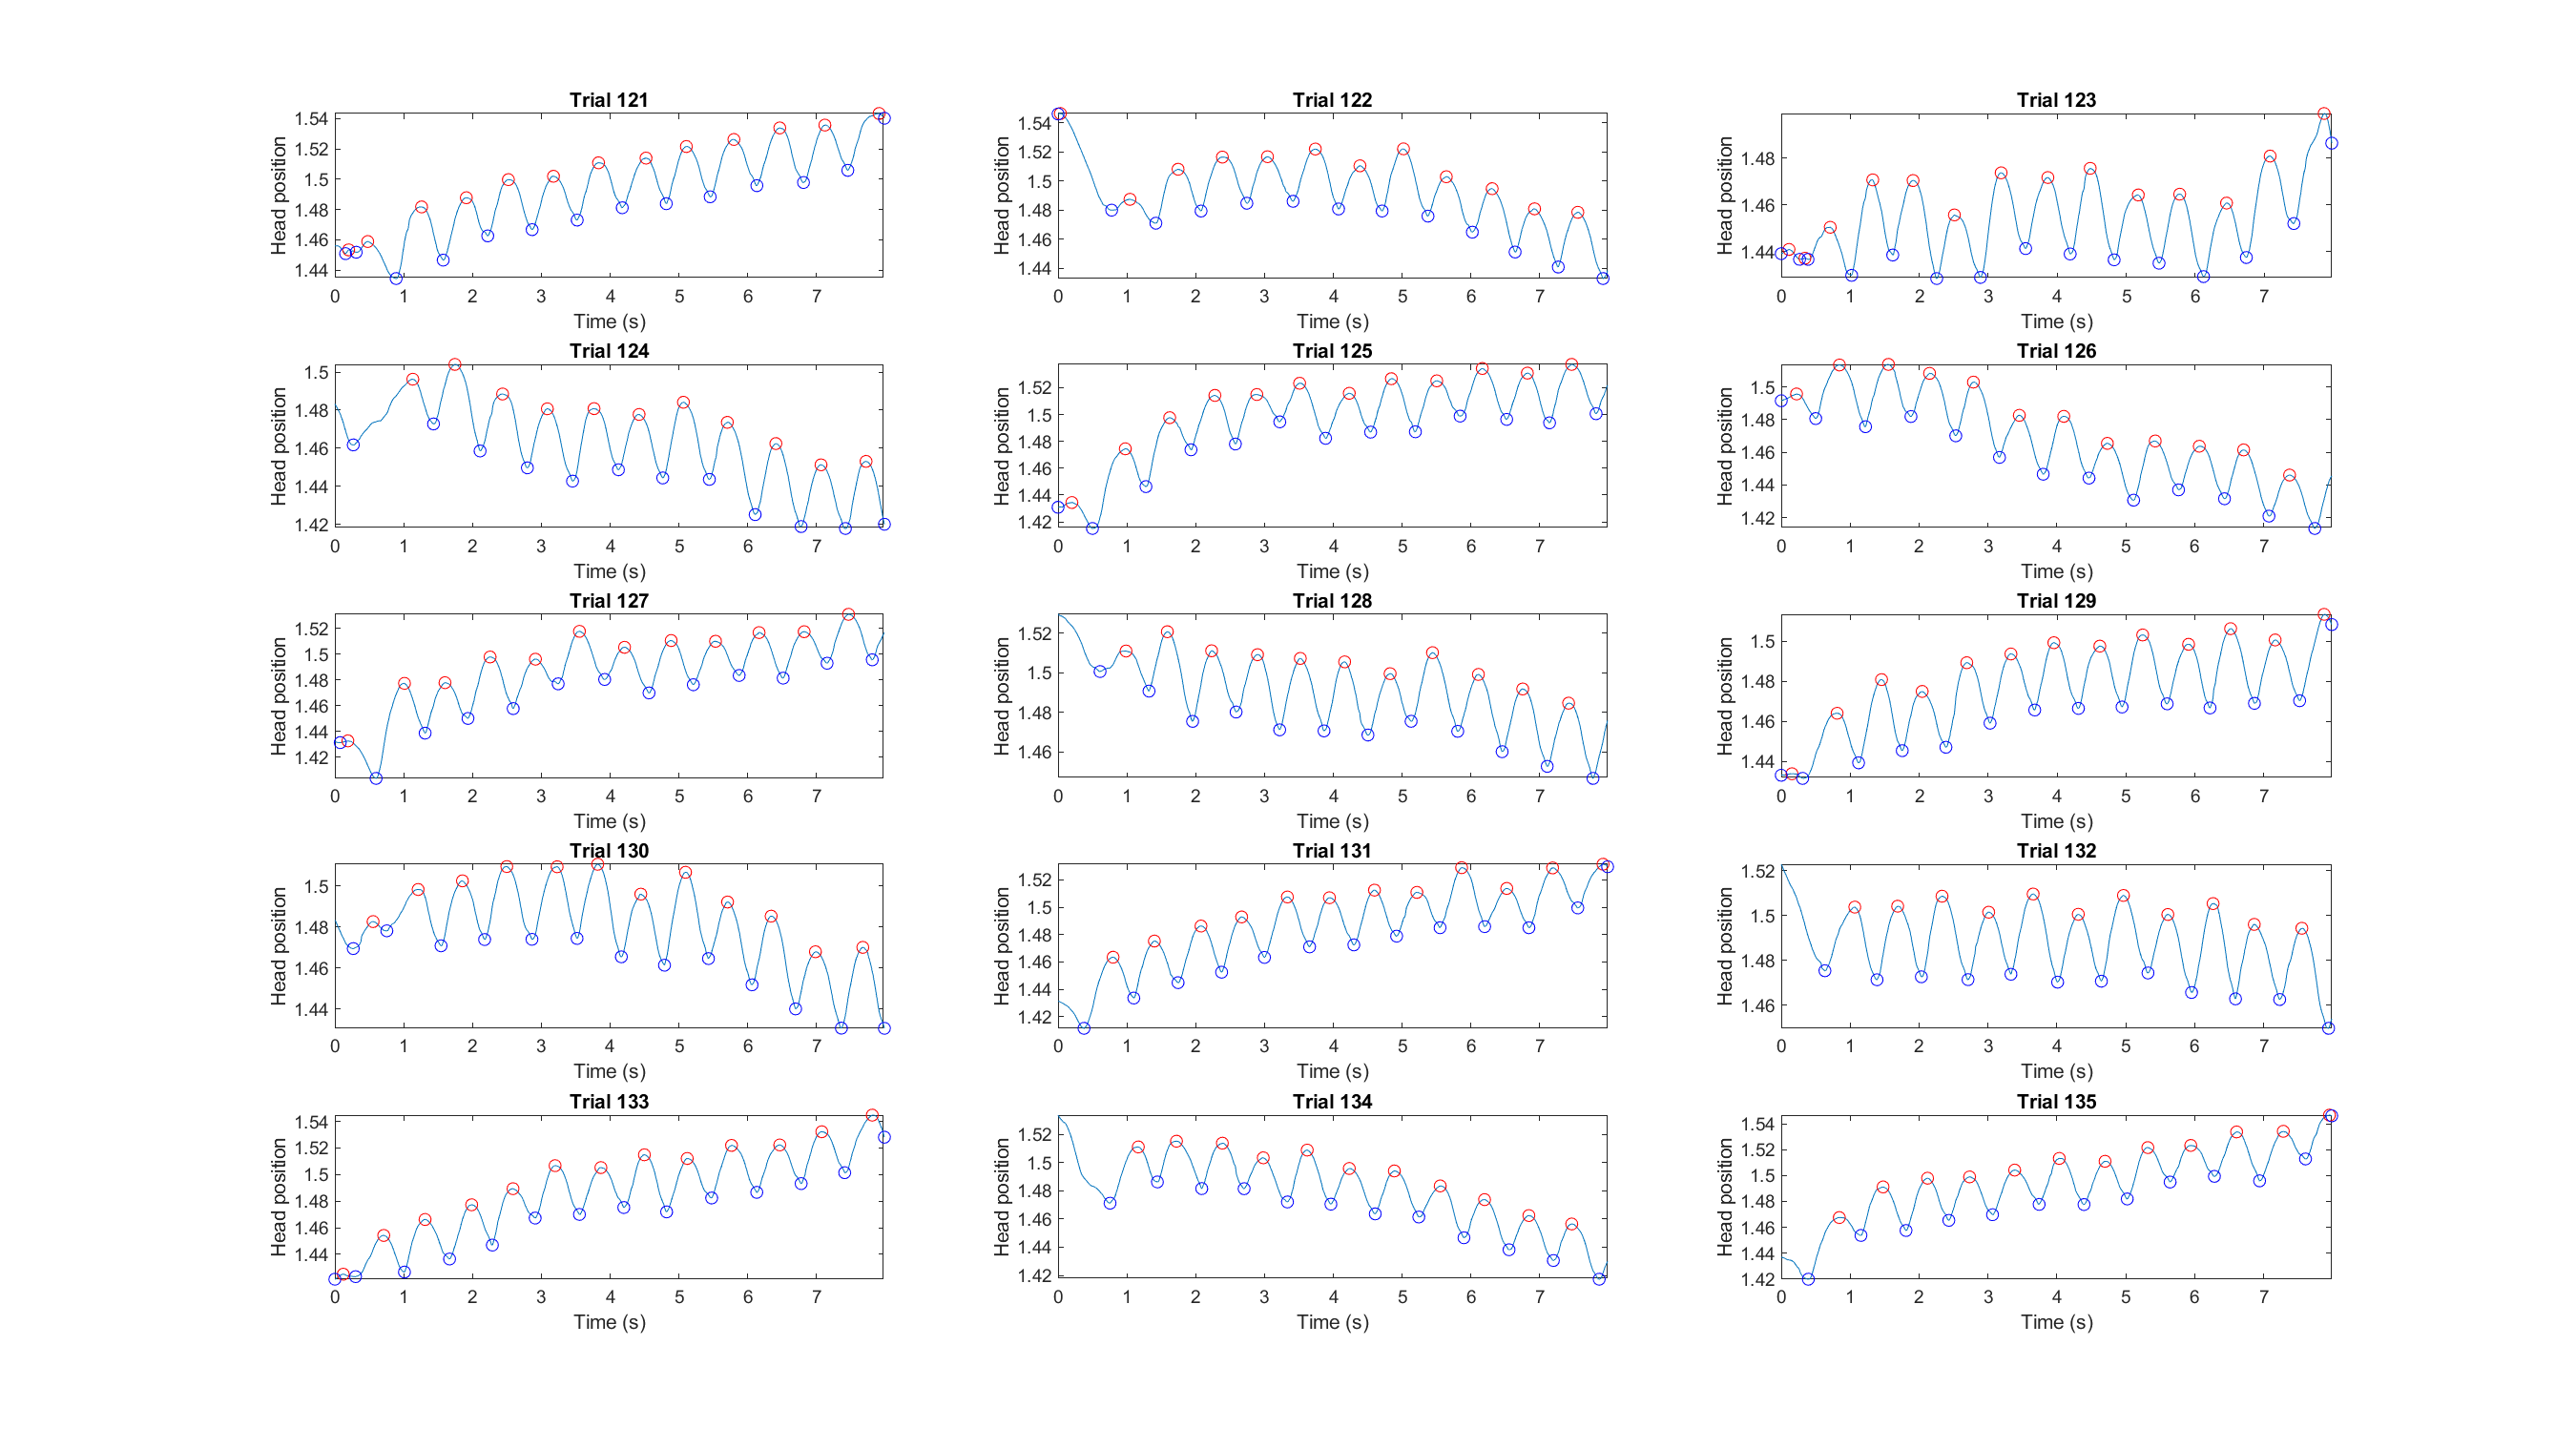 Trial 121
Head position
1.54
1.52
1.5
1.48
1.46
1.44
0 1 2 3 4 5 6 7
Time (s)
Trial 122
Head position
1.54
1.52
1.5
1.48
1.46
1.44
0 1 2 3 4 5 6 7
Time (s)
Trial 123
Head position
1.48
1.46
1.44
0 1 2 3 4 5 6 7
Time (s)
Trial 124
Head position
1.5
1.48
1.46
1.44
1.42
0 1 2 3 4 5 6 7
Time (s)
Trial 125
Head position
1.52
1.5
1.48
1.46
1.44
1.42
0 1 2 3 4 5 6 7
Time (s)
Trial 126
Head position
1.5
1.48
1.46
1.44
1.42
0 1 2 3 4 5 6 7
Time (s)
Trial 127
Head position
1.52
1.5
1.48
1.46
1.44
1.42
0 1 2 3 4 5 6 7
Time (s)
Trial 128
Head position
1.52
1.5
1.48
1.46
0 1 2 3 4 5 6 7
Time (s)
Trial 129
Head position
1.5
1.48
1.46
1.44
0 1 2 3 4 5 6 7
Time (s)
Trial 130
Head position
1.5
1.48
1.46
1.44
0 1 2 3 4 5 6 7
Time (s)
Trial 131
Head position
1.52
1.5
1.48
1.46
1.44
1.42
0 1 2 3 4 5 6 7
Time (s)
Trial 132
Head position
1.52
1.5
1.48
1.46
0 1 2 3 4 5 6 7
Time (s)
Trial 133
Head position
1.54
1.52
1.5
1.48
1.46
1.44
0 1 2 3 4 5 6 7
Time (s)
Trial 134
Head position
1.52
1.5
1.48
1.46
1.44
1.42
0 1 2 3 4 5 6 7
Time (s)
Trial 135
Head position
1.54
1.52
1.5
1.48
1.46
1.44
1.42
0 1 2 3 4 5 6 7
Time (s)